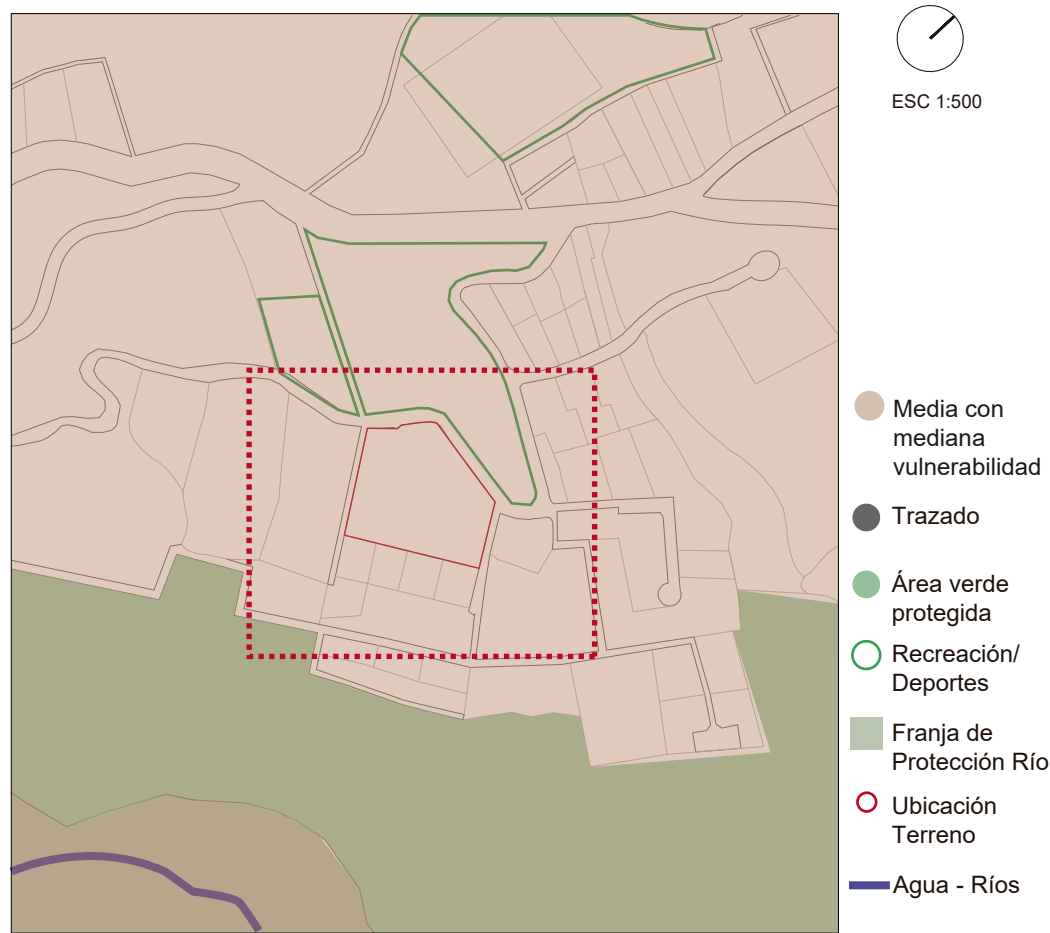 ESC 1:500
Media con
mediana
vulnerabilidad
Trazado
Área verde
protegida
Recreación/
Deportes
Franja de
Protección Río
Ubicación
Terreno
Agua - Ríos